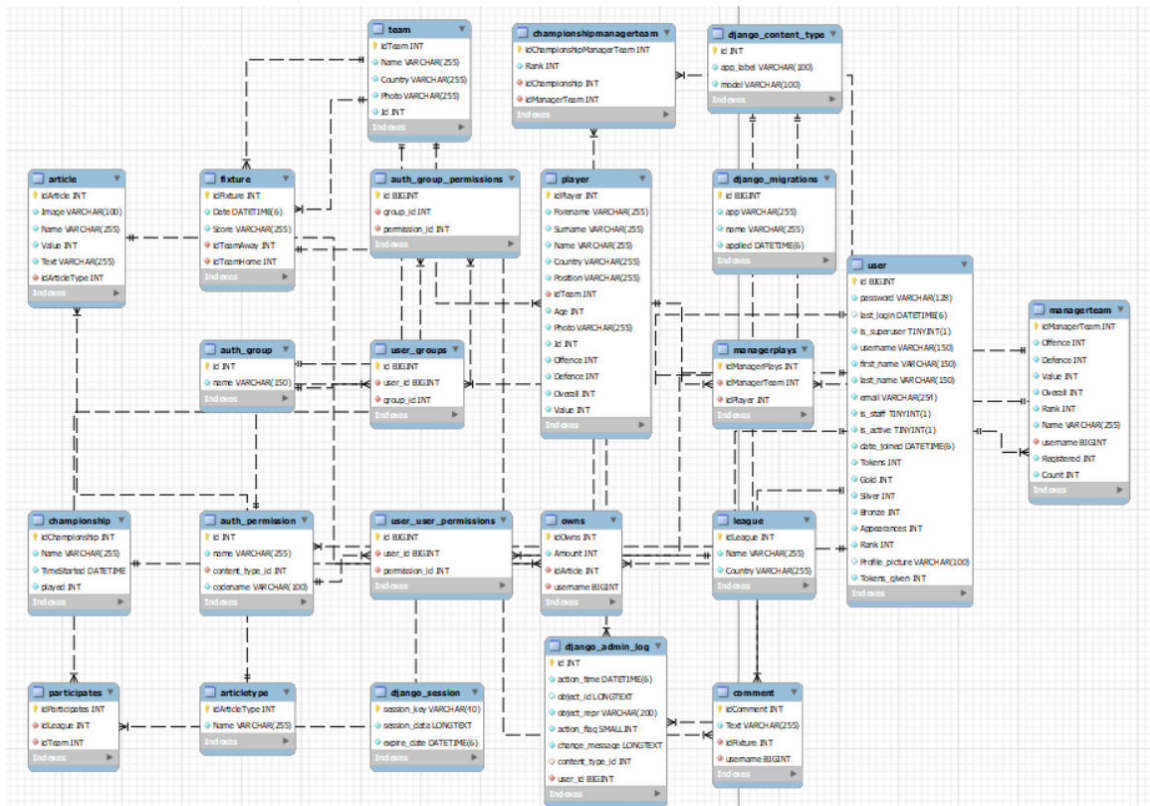 team
idTeam INT
Name VARCHAR(255)
Country VARCHAR(255)
Photo VARCHAR(255)
Id INT
Indexes
championshipmanagerteam
idChampionshipManagerTeam INT
Rank INT
idChampionship INT
idManagerTeam INT
Indexes
django_content_type
id INT
app_label VARCHAR(100)
model VARCHAR(100)
Indexes
article
idArticle INT
Image VARCHAR(100)
Name VARCHAR(255)
Value INT
Text VARCHAR(255)
idArticleType INT
Indexes
fixture
idFixture INT
Date DATETIME(6)
Score VARCHAR(255)
idTeamAway INT
idTeamHome INT
Indexes
auth_group_permissions
id BIGINT
group_id INT
permission_id INT
Indexes
player
idPlayer INT
Forename VARCHAR(255)
Surname VARCHAR(255)
Name VARCHAR(255)
Country VARCHAR(255)
Position VARCHAR(255)
idTeam INT
Age INT
Photo VARCHAR(255)
Id INT
Offence INT
Defence INT
Overall INT
Value INT
Indexes
django_migrations
id BIGINT
app VARCHAR(255)
name VARCHAR(255)
applied DATETIME(6)
Indexes
user
id BIGINT
password VARCHAR(128)
last_login DATETIME(6)
is_superuser TINYINT(1)
username VARCHAR(150)
first_name VARCHAR(150)
last_name VARCHAR(150)
email VARCHAR(254)
is_staff TINYINT(1)
is_active TINYINT(1)
date_joined DATETIME(6)
Tokens INT
Gold INT
Silver INT
Bronze INT
Appearances INT
Rank INT
Profile_picture VARCHAR(100)
Tokens_given INT
Indexes
managerteam
idManagerTeam INT
Offence INT
Defence INT
Value INT
Overall INT
Rank INT
Name VARCHAR(255)
username BIGINT
Registered INT
Count INT
Indexes
auth_group
id INT
name VARCHAR(150)
Indexes
user_groups
id BIGINT
user_id BIGINT
group_id INT
Indexes
managerplays
idManagerPlays INT
idManagerTeam INT
idPlayer INT
Indexes
championship
idChampionship INT
Name VARCHAR(255)
TimeStarted DATETIME
played INT
Indexes
auth_permission
id INT
name VARCHAR(255)
content_type_id INT
codename VARCHAR(100)
Indexes
user_user_permissions
id BIGINT
user_id BIGINT
permission_id INT
Indexes
owns
idOwns INT
Amount INT
idArticle INT
username BIGINT
Indexes
league
idLeague INT
Name VARCHAR(255)
Country VARCHAR(255)
Indexes
participates
idParticipates INT
idLeague INT
idTeam INT
Indexes
articletype
idArticleType INT
Name VARCHAR(255)
Indexes
django_session
session_key VARCHAR(40)
session_data LONGTEXT
expire_date DATETIME(6)
Indexes
django_admin_log
id INT
action_time DATETIME(6)
object_id LONGTEXT
object_repr VARCHAR(200)
action_flag SMALLINT
change_message LONGTEXT
content_type_id INT
user_id BIGINT
Indexes
comment
idComment INT
Text VARCHAR(255)
idFixture INT
username BIGINT
Indexes